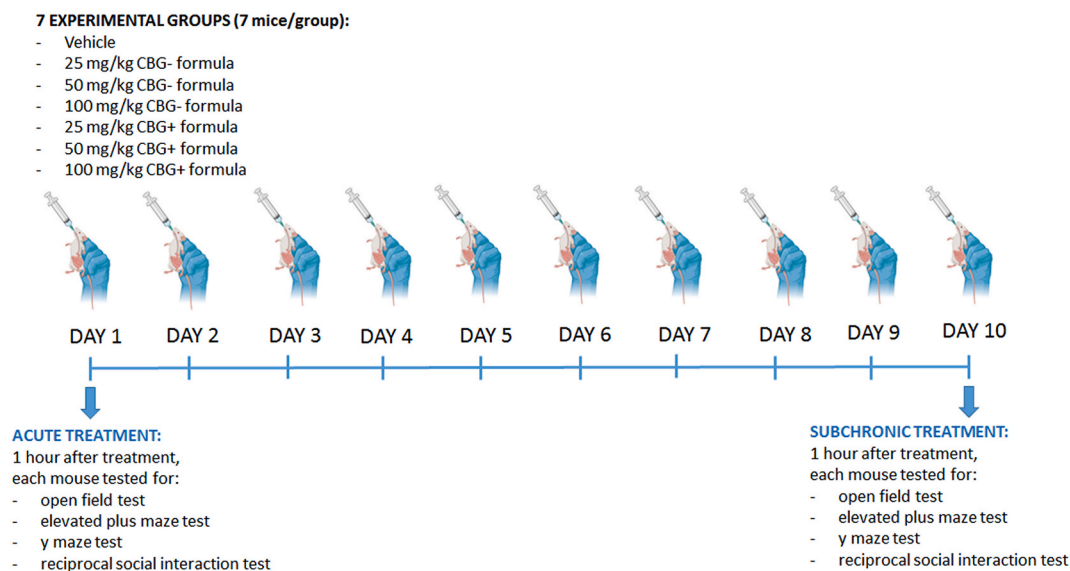 7 EXPERIMENTAL GROUPS (7 mice/group):
- Vehicle
- 25 mg/kg CBG- formula
- 50 mg/kg CBG- formula
- 100 mg/kg CBG- formula
- 25 mg/kg CBG+ formula
- 50 mg/kg CBG+ formula
- 100 mg/kg CBG+ formula
DAY 1 DAY 2 DAY 3 DAY 4 DAY 5 DAY 6 DAY 7 DAY 8 DAY 9 DAY 10
ACUTE TREATMENT:
1 hour after treatment,
each mouse tested for:
- open field test
- elevated plus maze test
- y maze test
- reciprocal social interaction test
SUBCHRONIC TREATMENT:
1 hour after treatment,
each mouse tested for:
- open field test
- elevated plus maze test
- y maze test
- reciprocal social interaction test